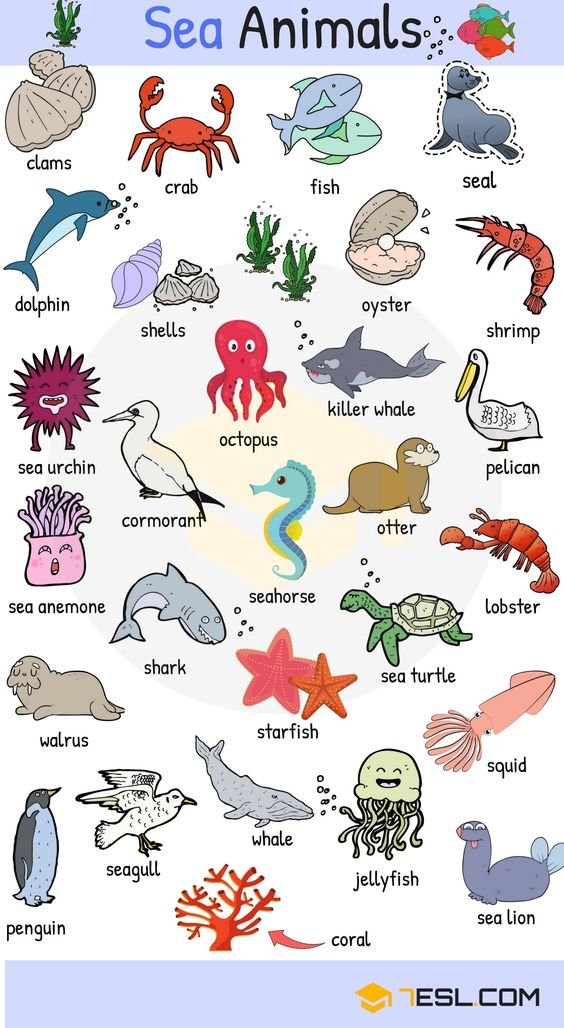 Sea Animals
clams
crab
fish
seal
dolphin
shells
oyster
shrimp
octopus
killer whale
sea urchin
cormorant
pelican
otter
sea anemone
seahorse
lobster
shark
sea turtle
walrus
starfish
squid
whale
seagull
jellyfish
penguin
sea lion
coral
7ESL.COM